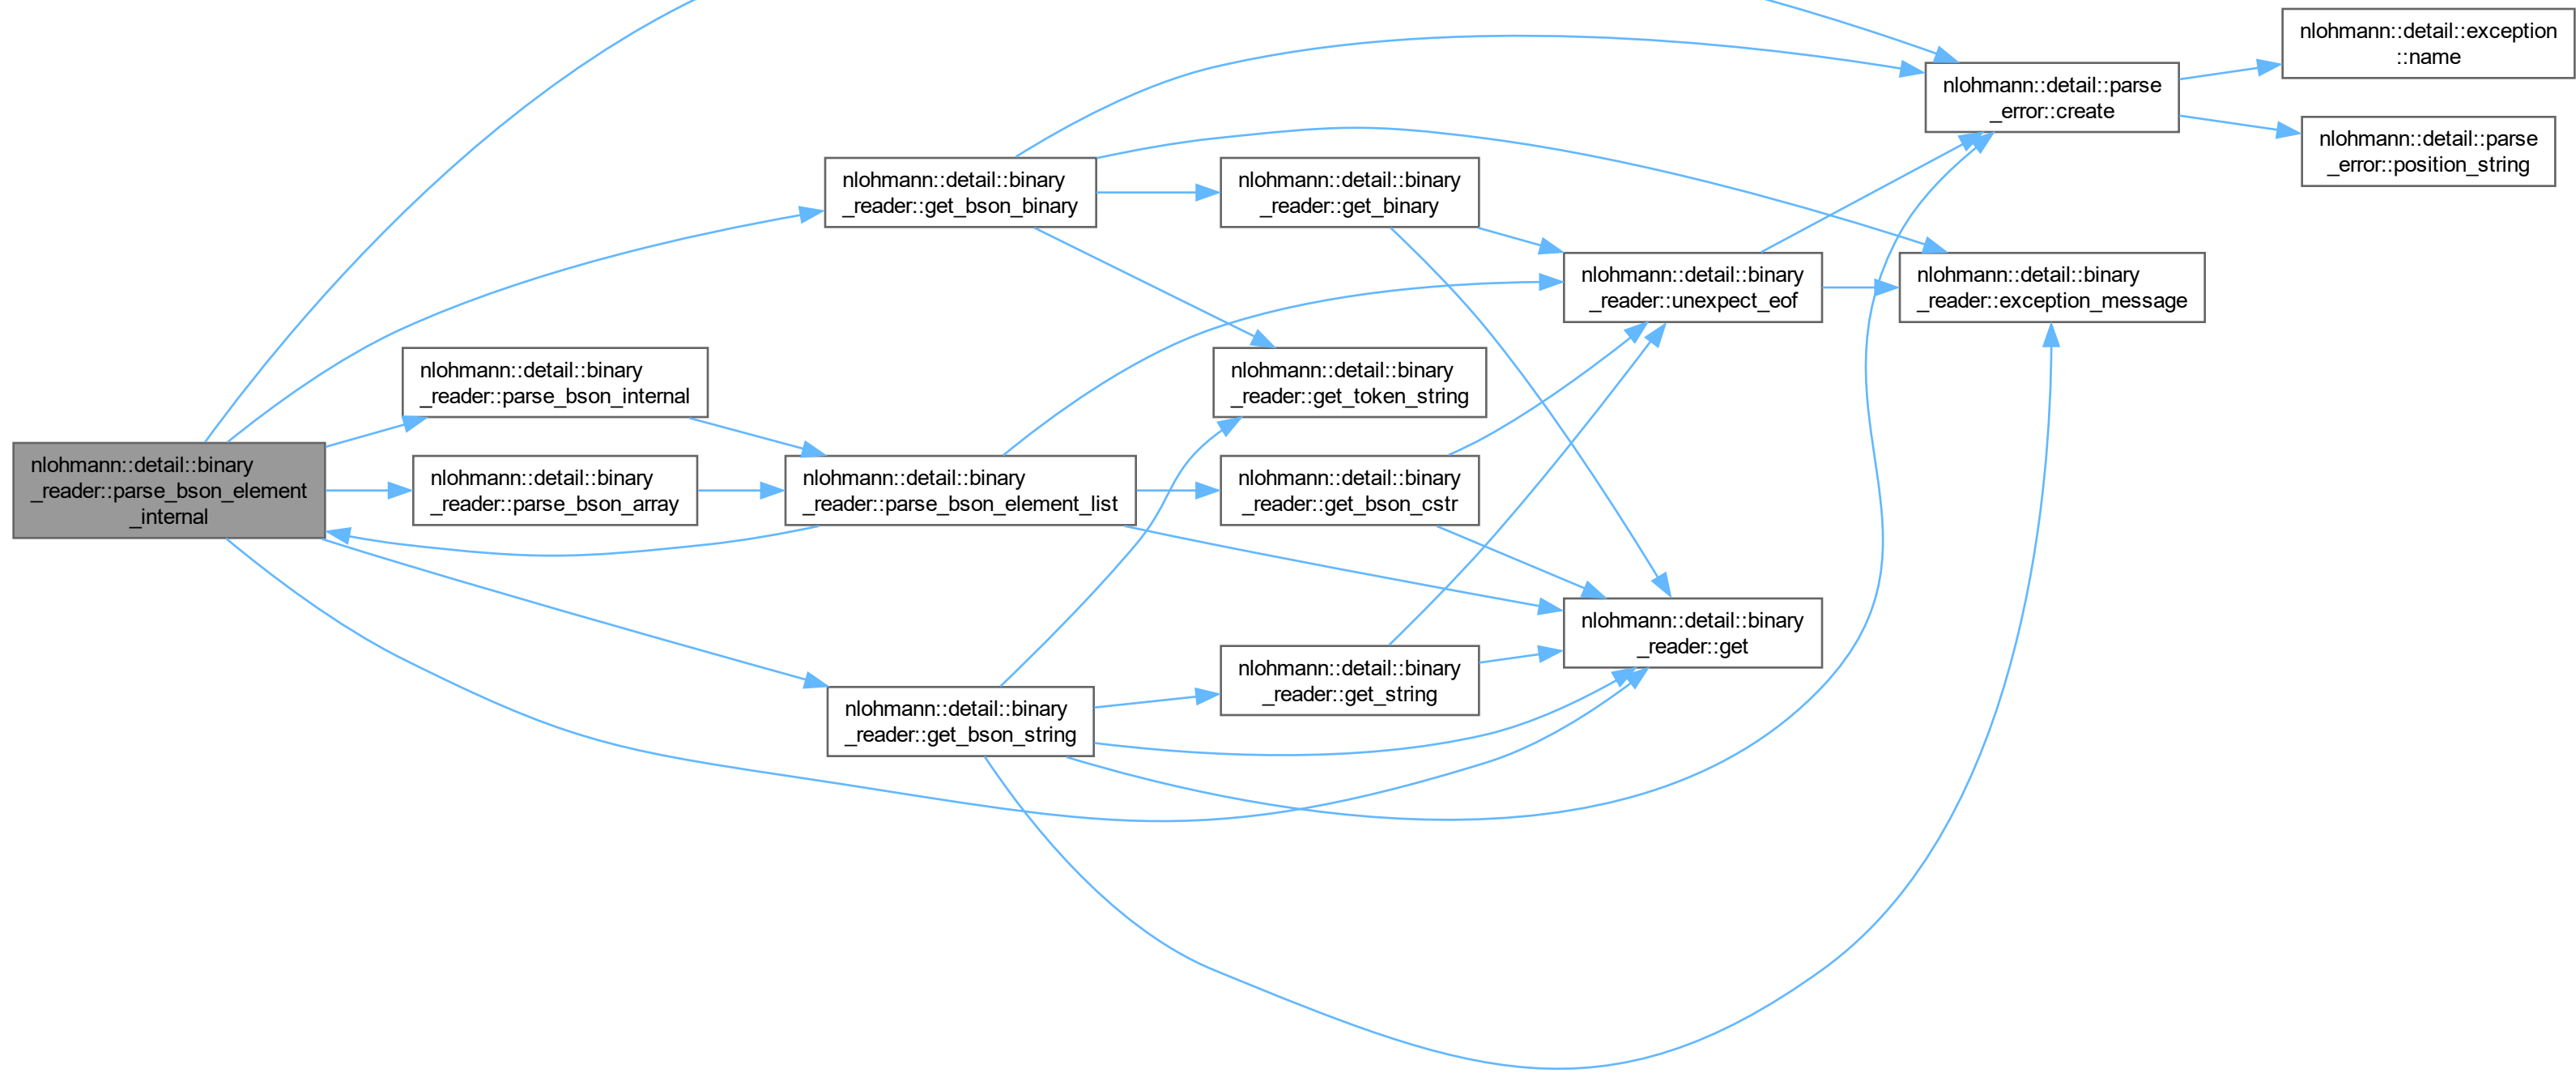 nlohmann::detail::exception
::name
nlohmann::detail::parse
_error::create
nlohmann::detail::parse
_error::position_string
nlohmann::detail::binary
_reader::get_bson_binary
nlohmann::detail::binary
_reader::get_binary
nlohmann::detail::binary
_reader::unexpect_eof
nlohmann::detail::binary
_reader::exception_message
nlohmann::detail::binary
_reader::parse_bson_internal
nlohmann::detail::binary
_reader::get_token_string
nlohmann::detail::binary
_reader::parse_bson_element
_internal
nlohmann::detail::binary
_reader::parse_bson_array
nlohmann::detail::binary
_reader::parse_bson_element_list
nlohmann::detail::binary
_reader::get_bson_cstr
nlohmann::detail::binary
_reader::get
nlohmann::detail::binary
_reader::get_string
nlohmann::detail::binary
_reader::get_bson_string